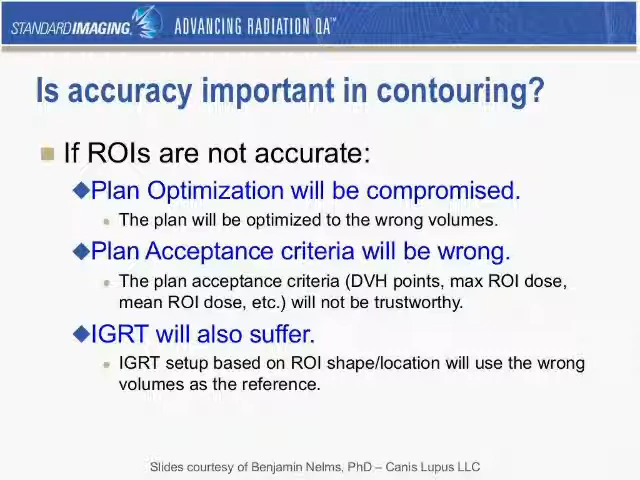 STANDARD IMAGING. ADVANCING RADIATION QA™
Is accuracy important in contouring?
If ROIs are not accurate:
Plan Optimization will be compromised.
The plan will be optimized to the wrong volumes.
Plan Acceptance criteria will be wrong.
The plan acceptance criteria (DVH points, max ROI dose,
mean ROI dose, etc.) will not be trustworthy.
IGRT will also suffer.
IGRT setup based on ROI shape/location will use the wrong
volumes as the reference.
Slides courtesy of Benjamin Nelms, PhD – Canis Lupus LLC